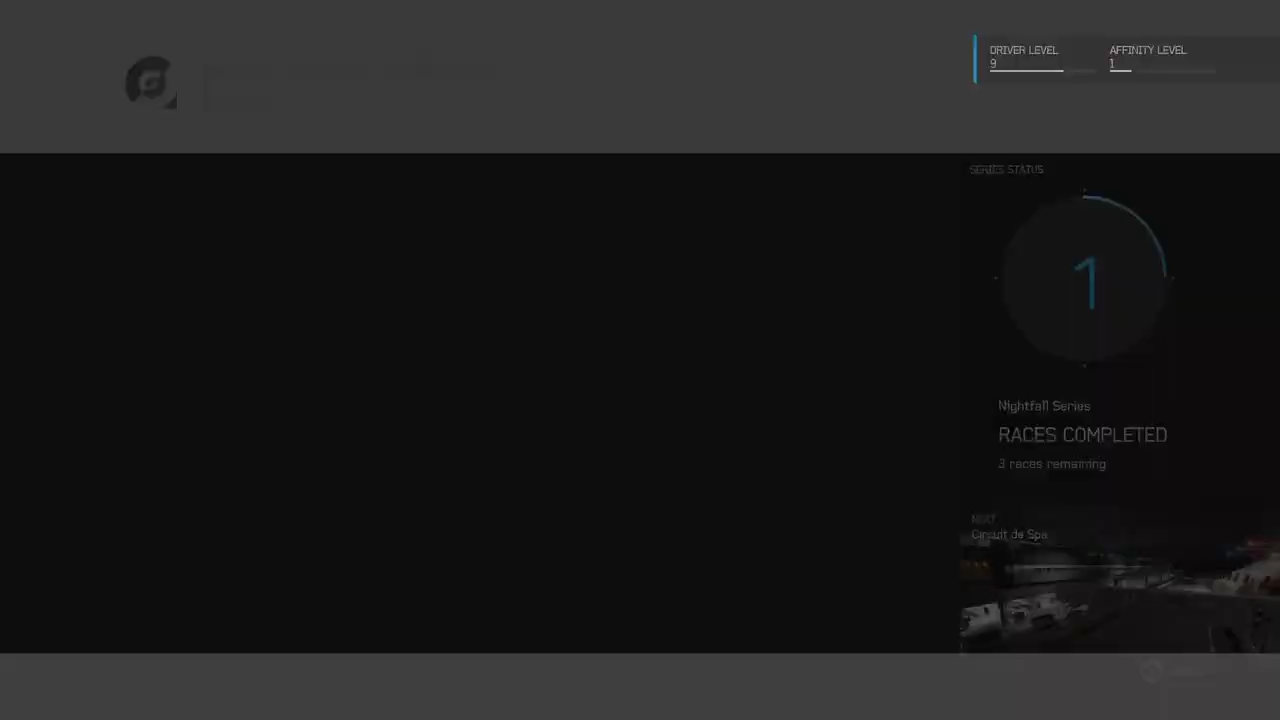 DRIVER LEVEL
9
AFFINITY LEVEL
1
SERIES STATUS
1
Nightfall Series
RACES COMPLETED
3 races remaining
NEXT
Circuit de Spa